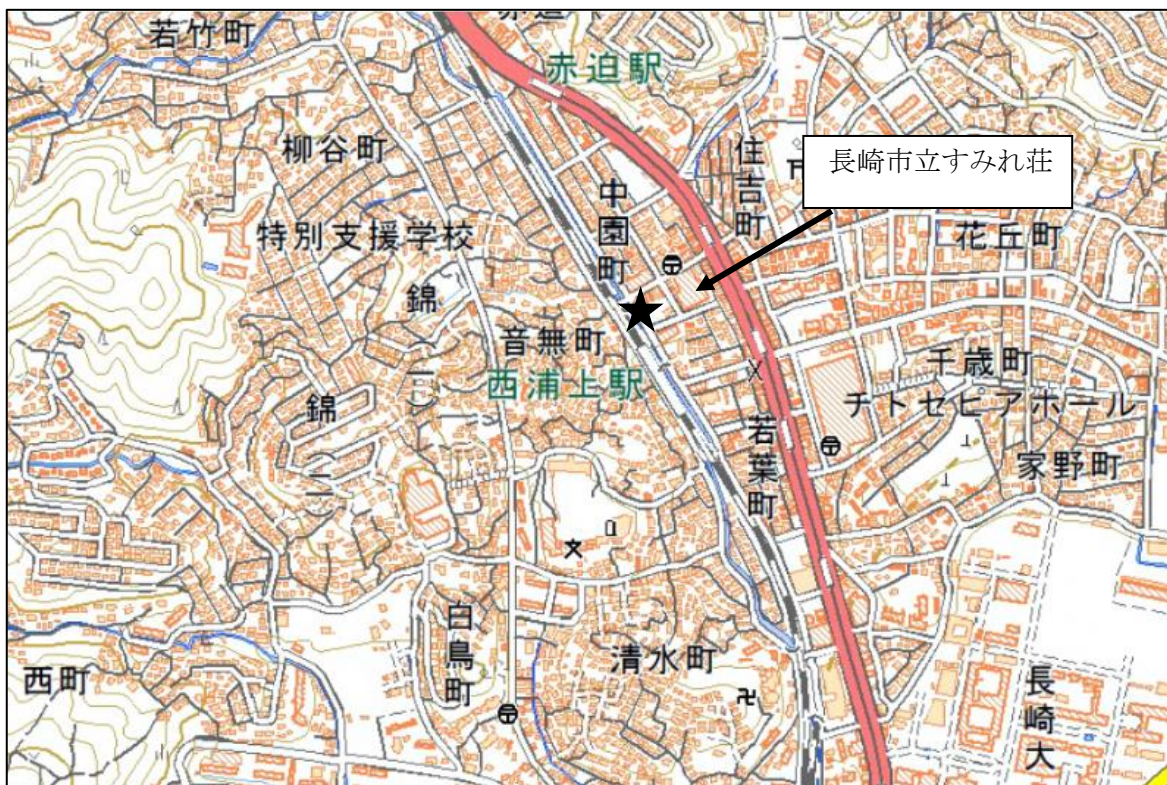 若竹町
赤迫駅
柳谷町
住吉町
長崎市立すみれ荘
中園町
特別支援学校
花丘町
錦一
音無町
西浦上駅
千歳町
チトセピアホール
錦
若葉町
家野町
白鳥町
清水町
西町
長崎大